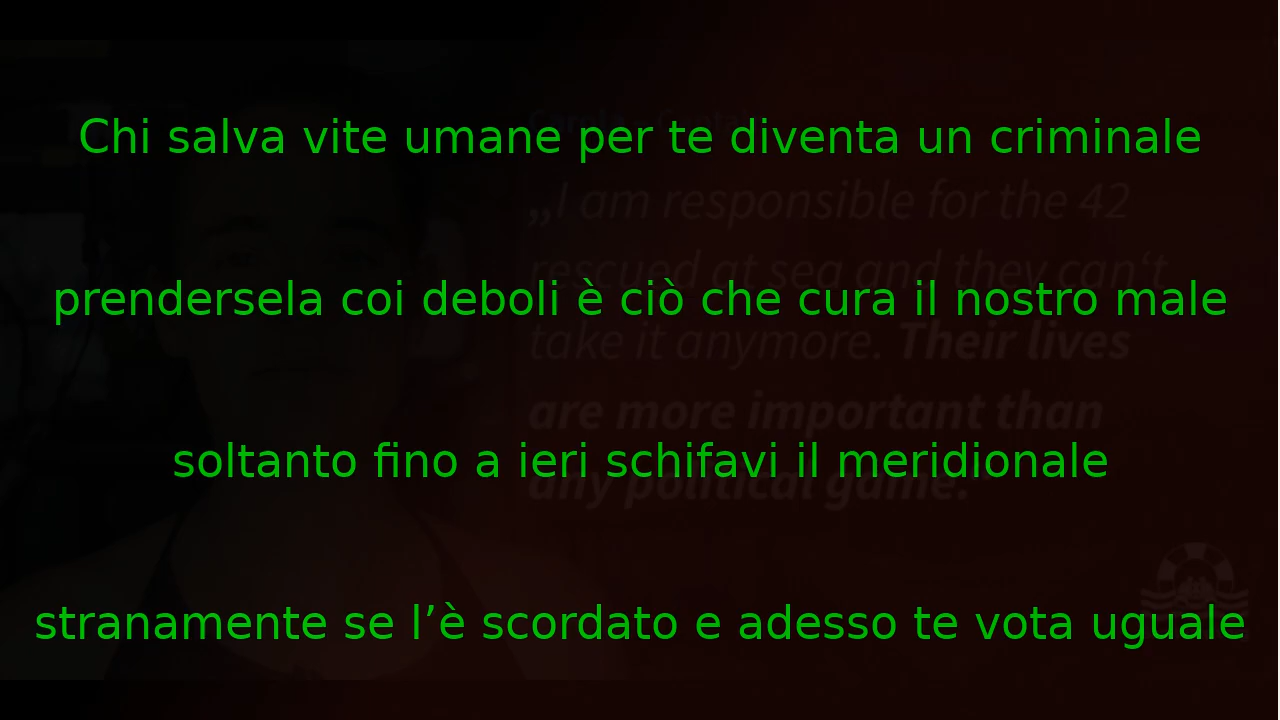 Chi salva vite umane per te diventa un criminale
Carola - Capta
„I am responsible for the 42
prendersela coi deboli è ciò che cura il nostro male
rescued at sea and they can‘t
take it anymore. Their lives
are more important than
soltanto fino a ieri schifavi il meridionale
any political game.“
stranamente se l’è scordato e adesso te vota uguale